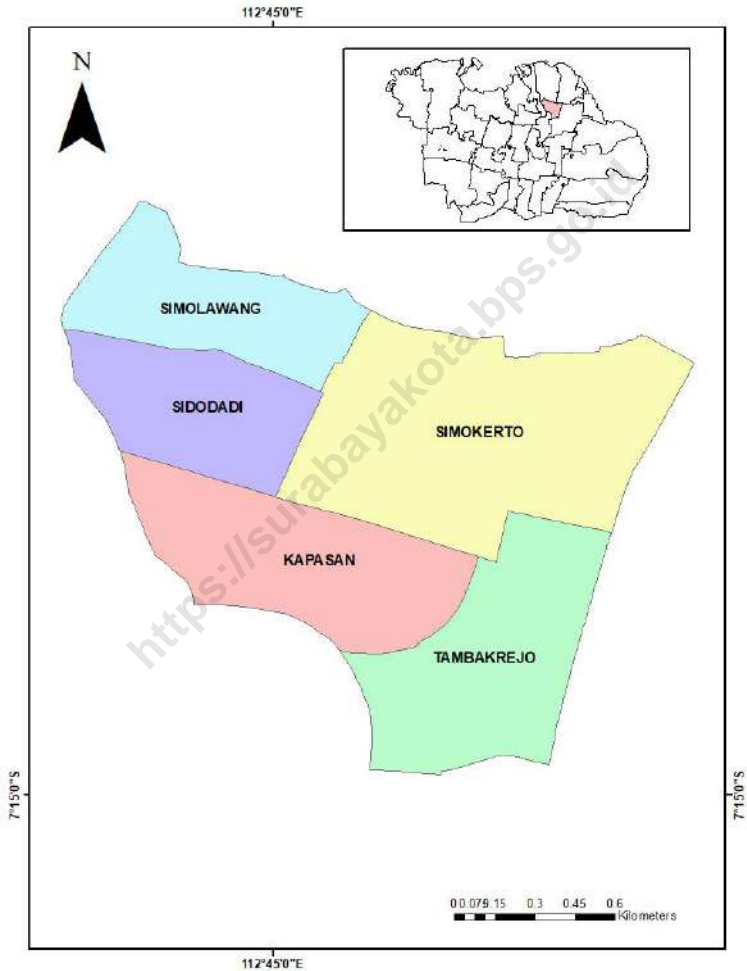 112°45'0"E
N
SIMOLAWANG
SIDODADI
SIMOKERTO
KAPASAN
TAMBAKREJO
https://surabayakota.bps.go.id
7°15'0"S
7°15'0"S
0 0.075 0.15 0.3 0.45 0.6
Kilometers
112°45'0"E